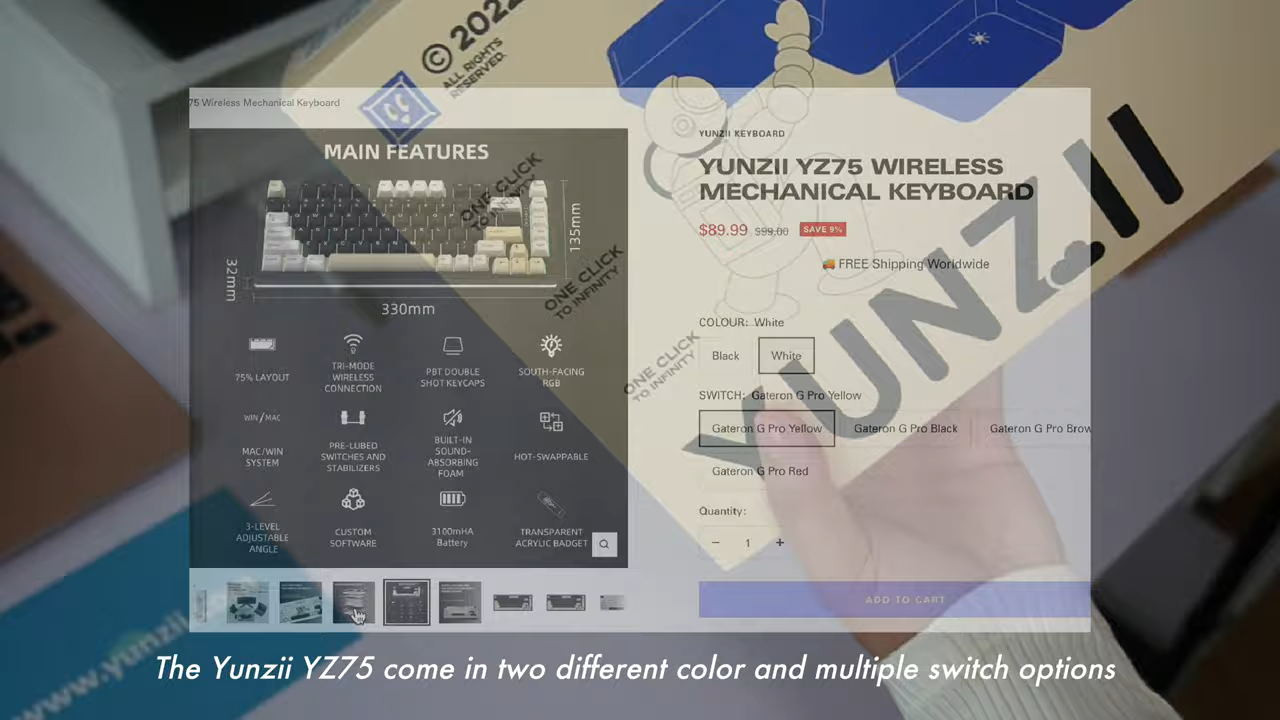 © 2022
ALL RIGHTS
RESERVED.
75 Wireless Mechanical Keyboard
MAIN FEATURES
ONE CLICK
TO INFINITY
135mm
ONE CLICK
TO INFINITY
32mm
330mm
ONE CLICK
TO INFINITY
75% LAYOUT
TRI-MODE
WIRELESS
CONNECTION
PBT DOUBLE
SHOT KEYCAPS
SOUTH-FACING
RGB
WIN/MAC
MAC/WIN
SYSTEM
PRE-LUBED
SWITCHES AND
STABILIZERS
BUILT-IN
SOUND-
ABSORBING
FOAM
HOT-SWAPPABLE
3-LEVEL
ADJUSTABLE
ANGLE
CUSTOM
SOFTWARE
3100mHA
Battery
TRANSPARENT
ACRYLIC BADGET
YUNZII KEYBOARD
YUNZII YZ75 WIRELESS
MECHANICAL KEYBOARD
$89.99 $99.00 SAVE 9%
🚚 FREE Shipping Worldwide
YUNZII
COLOUR: White
Black White
SWITCH: Gateron G Pro Yellow
Gateron G Pro Yellow Gateron G Pro Black Gateron G Pro Brow
Gateron G Pro Red
Quantity:
− 1 +
ADD TO CART
www.yunzii
The Yunzii YZ75 come in two different color and multiple switch options